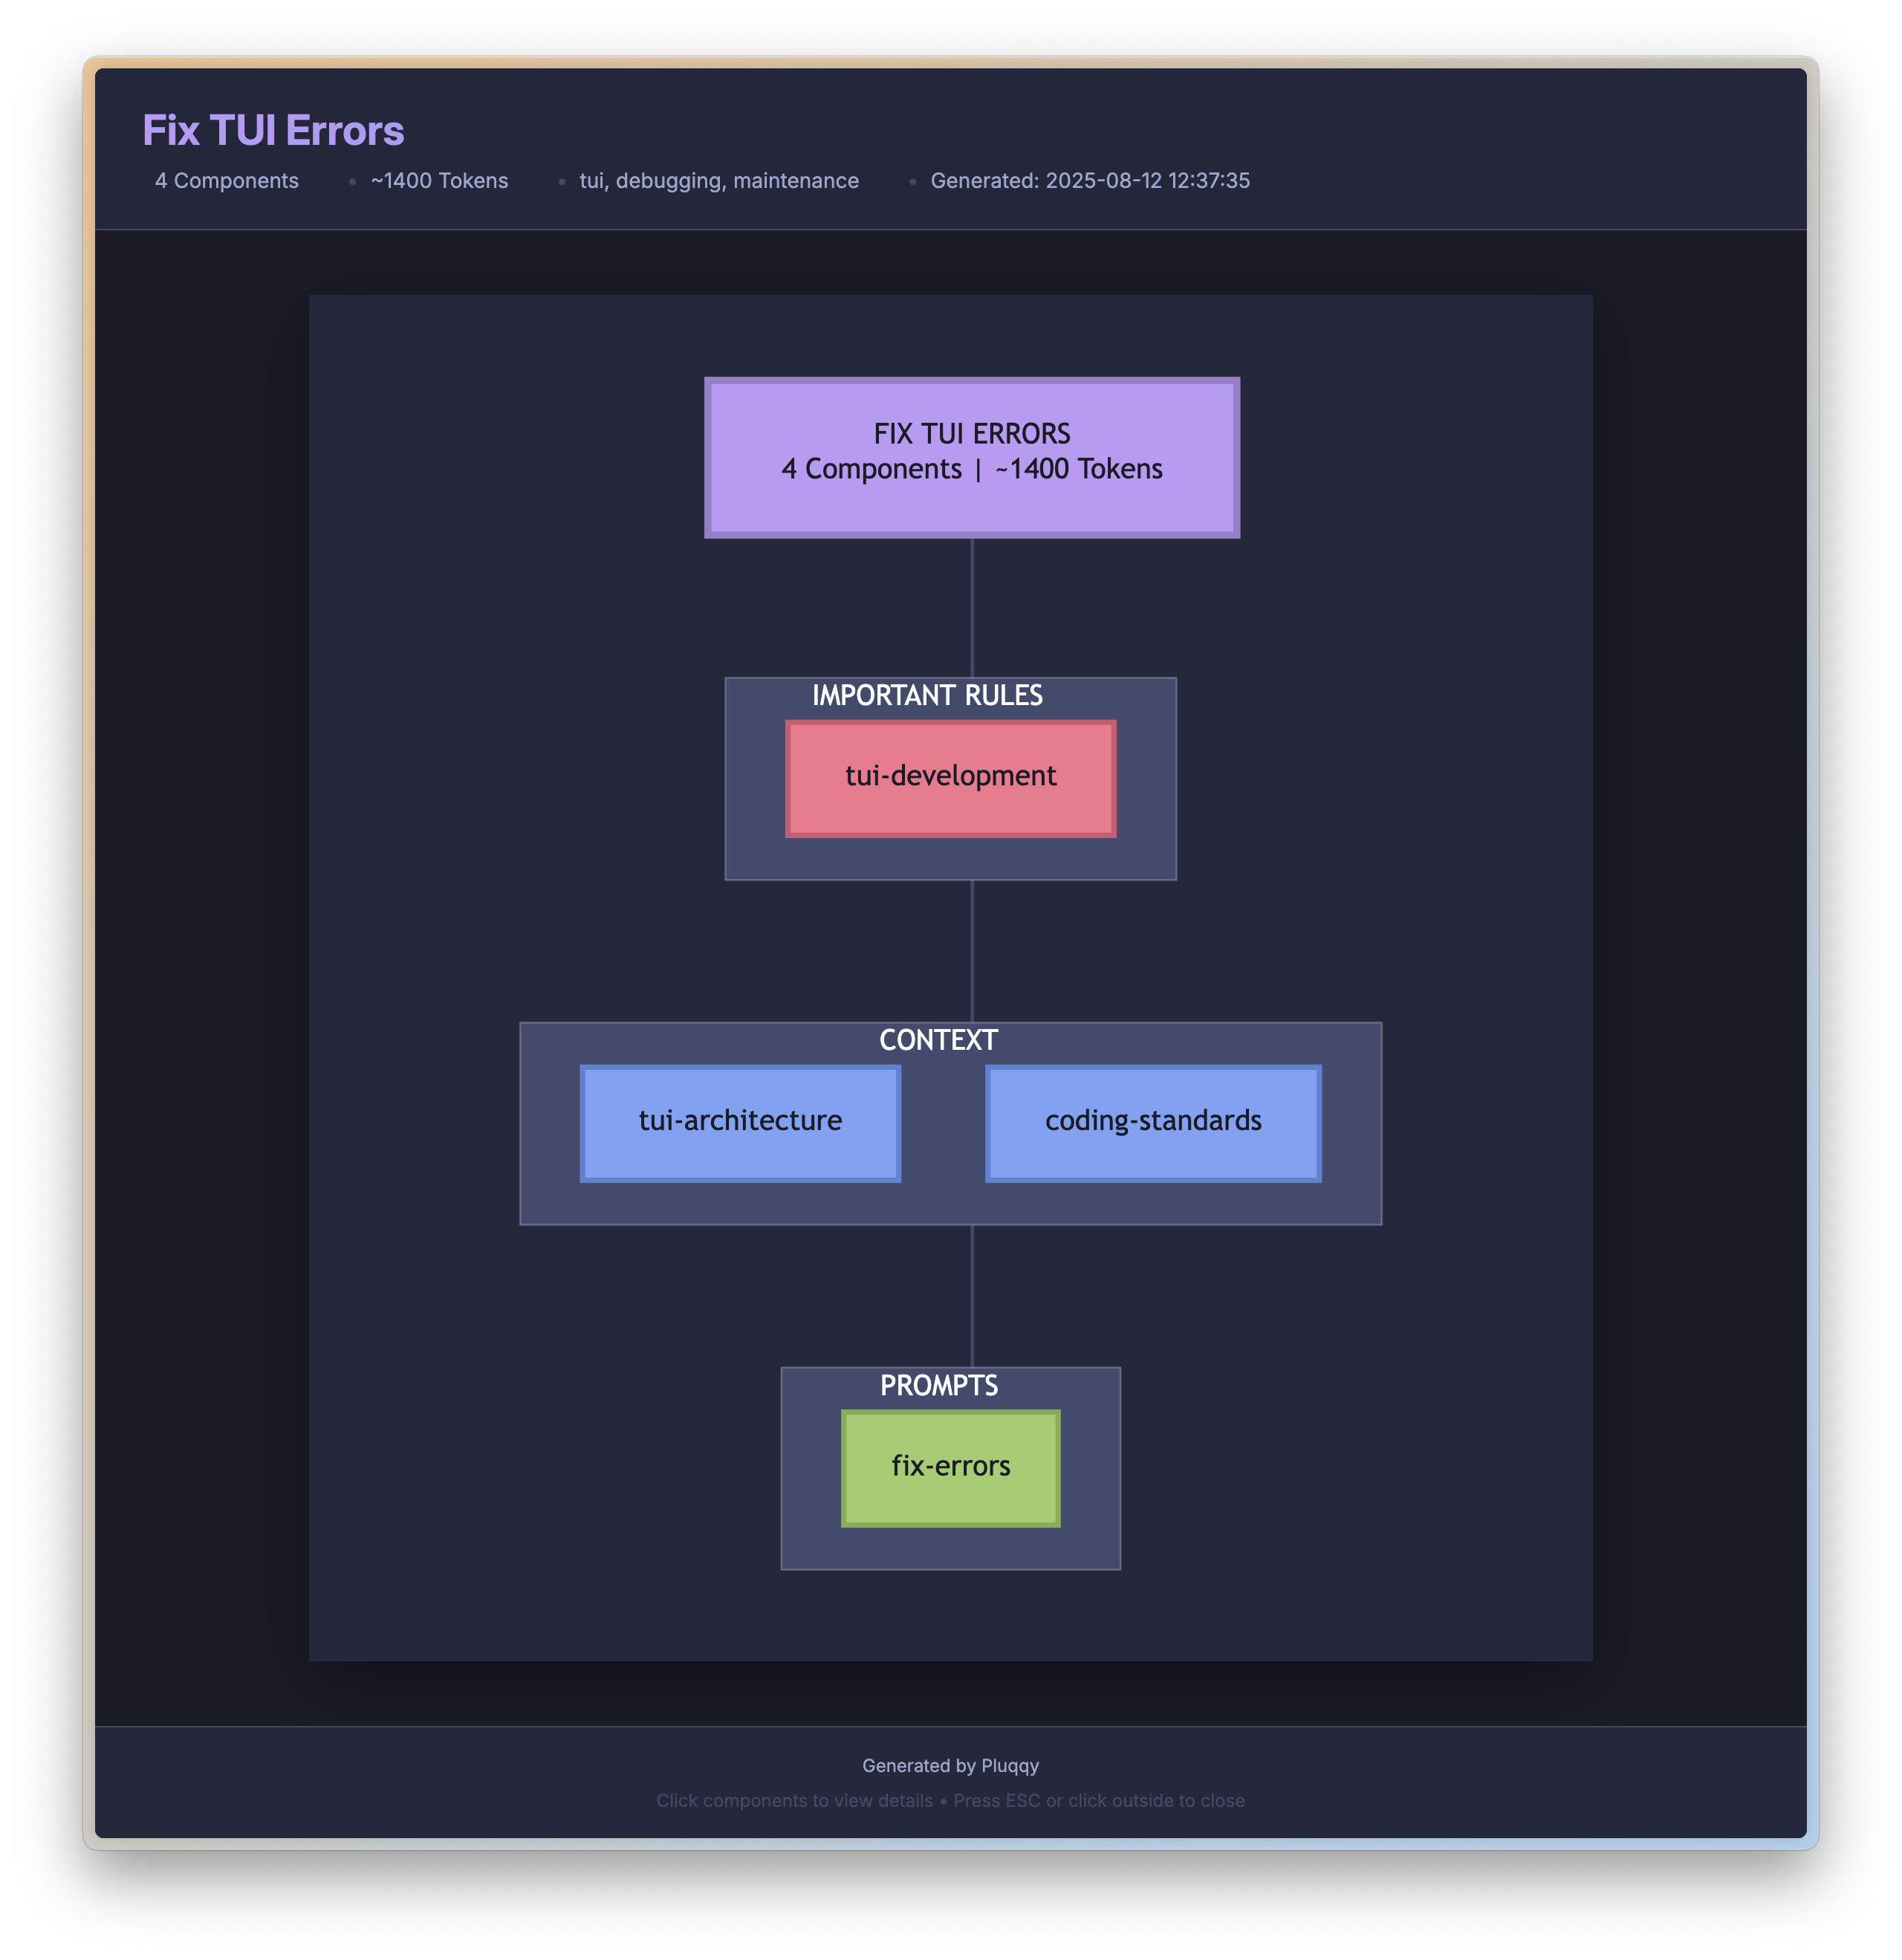 Fix TUI Errors
4 Components • ~1400 Tokens • tui, debugging, maintenance • Generated: 2025-08-12 12:37:35
FIX TUI ERRORS
4 Components | ~1400 Tokens
IMPORTANT RULES
tui-development
CONTEXT
tui-architecture coding-standards
PROMPTS
fix-errors
Generated by Pluqqy
Click components to view details • Press ESC or click outside to close